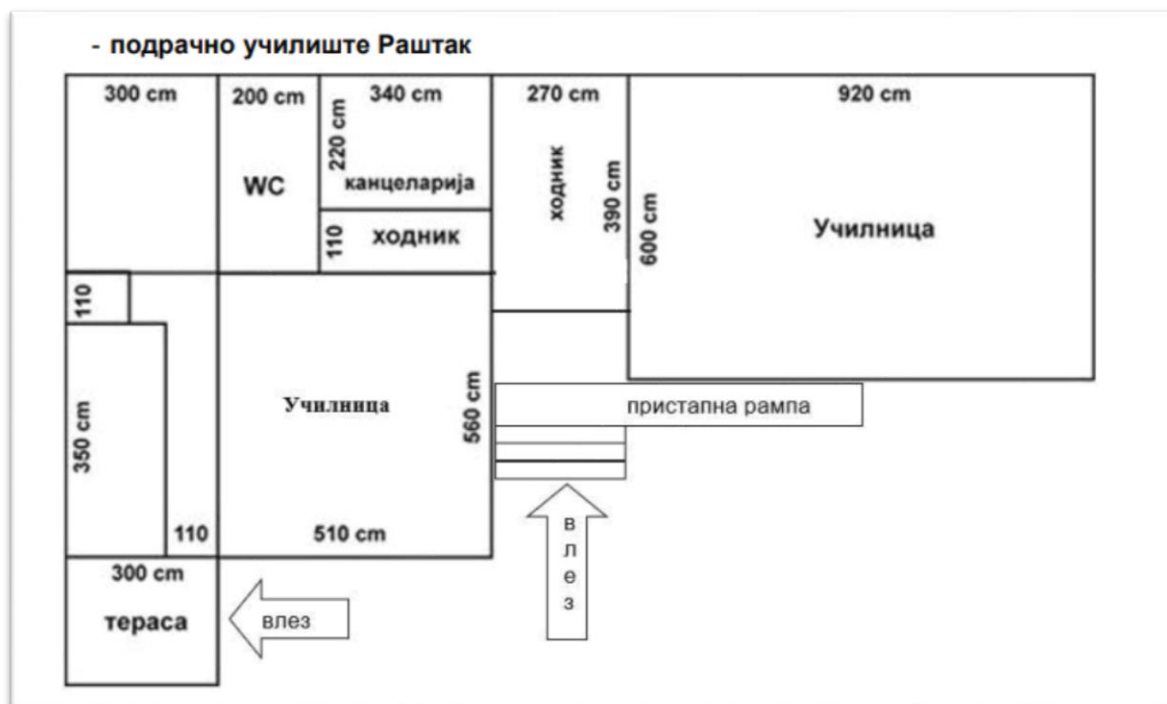 - подрачно училиште Раштак
300 cm
200 cm
340 cm
270 cm
920 cm
220 cm
WC
канцеларија
ходник
390 cm
600 cm
Училница
110
ходник
110
350 cm
Училница
560 cm
пристапна рампа
110
510 cm
300 cm
тераса
влез
влез